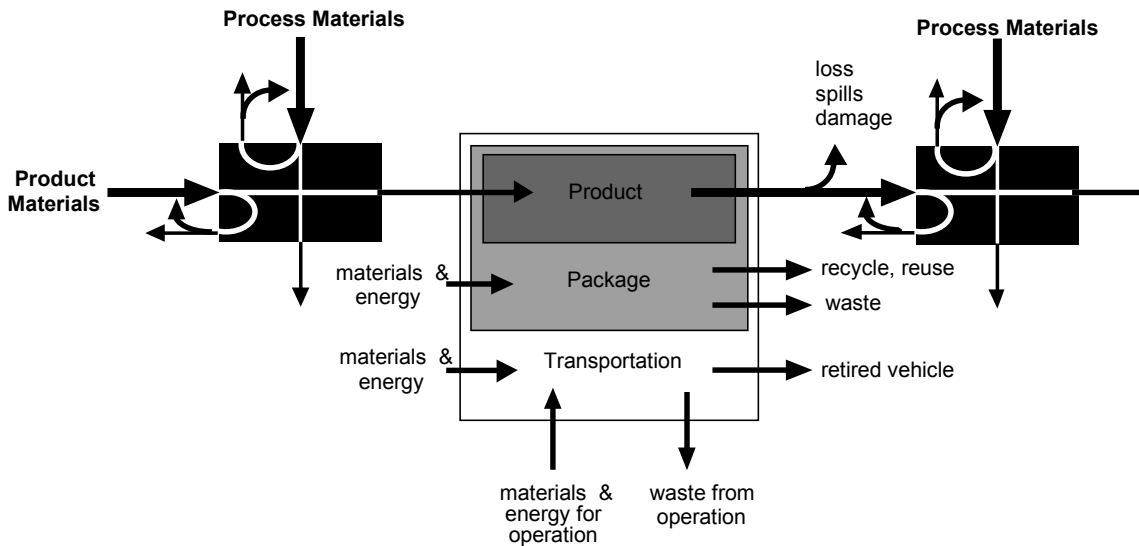 Process Materials
Process Materials
loss
spills
damage
Product
Materials
Product
materials &
energy
Package
recycle, reuse
waste
materials &
energy
Transportation
retired vehicle
materials &
energy for
operation
waste from
operation